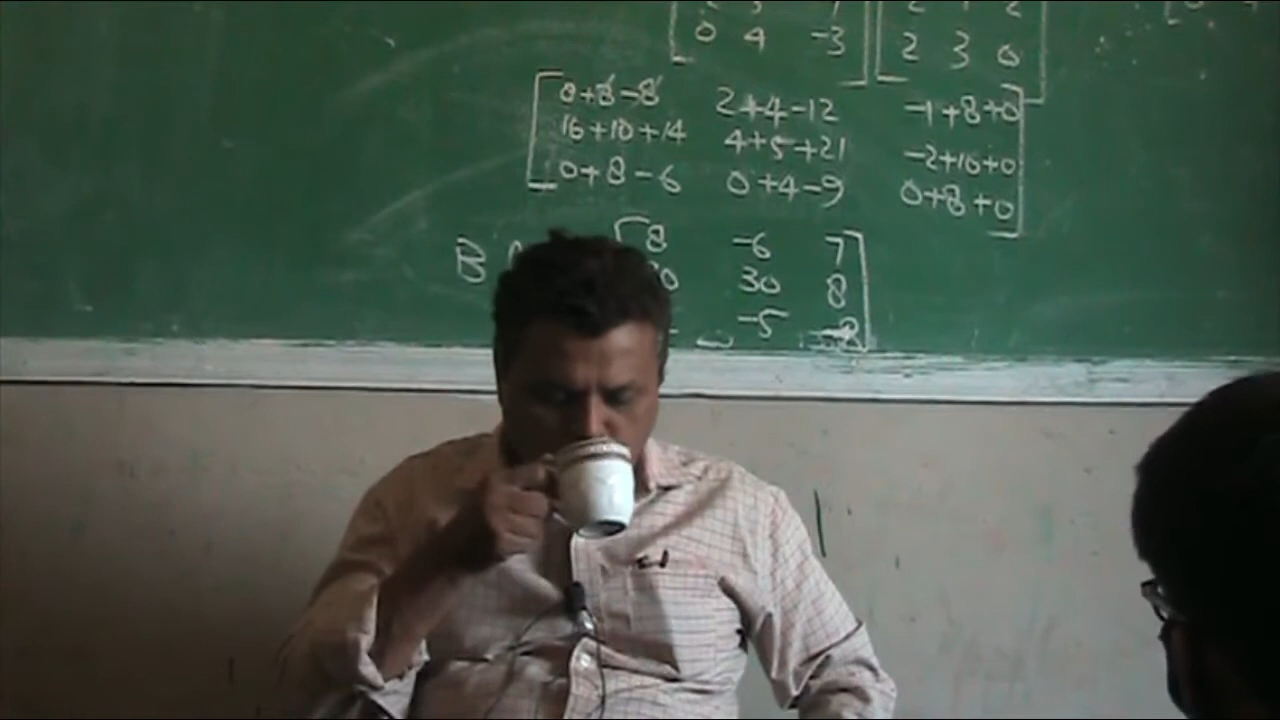 0 4 -3 2 3 0
8+8-8 2+4-12 -1+8+0
16+10+14 4+5+21 -2+10+0
0+8-6 0+4-9 0+8+0
B 8 -6 7
30 8
-5 -8